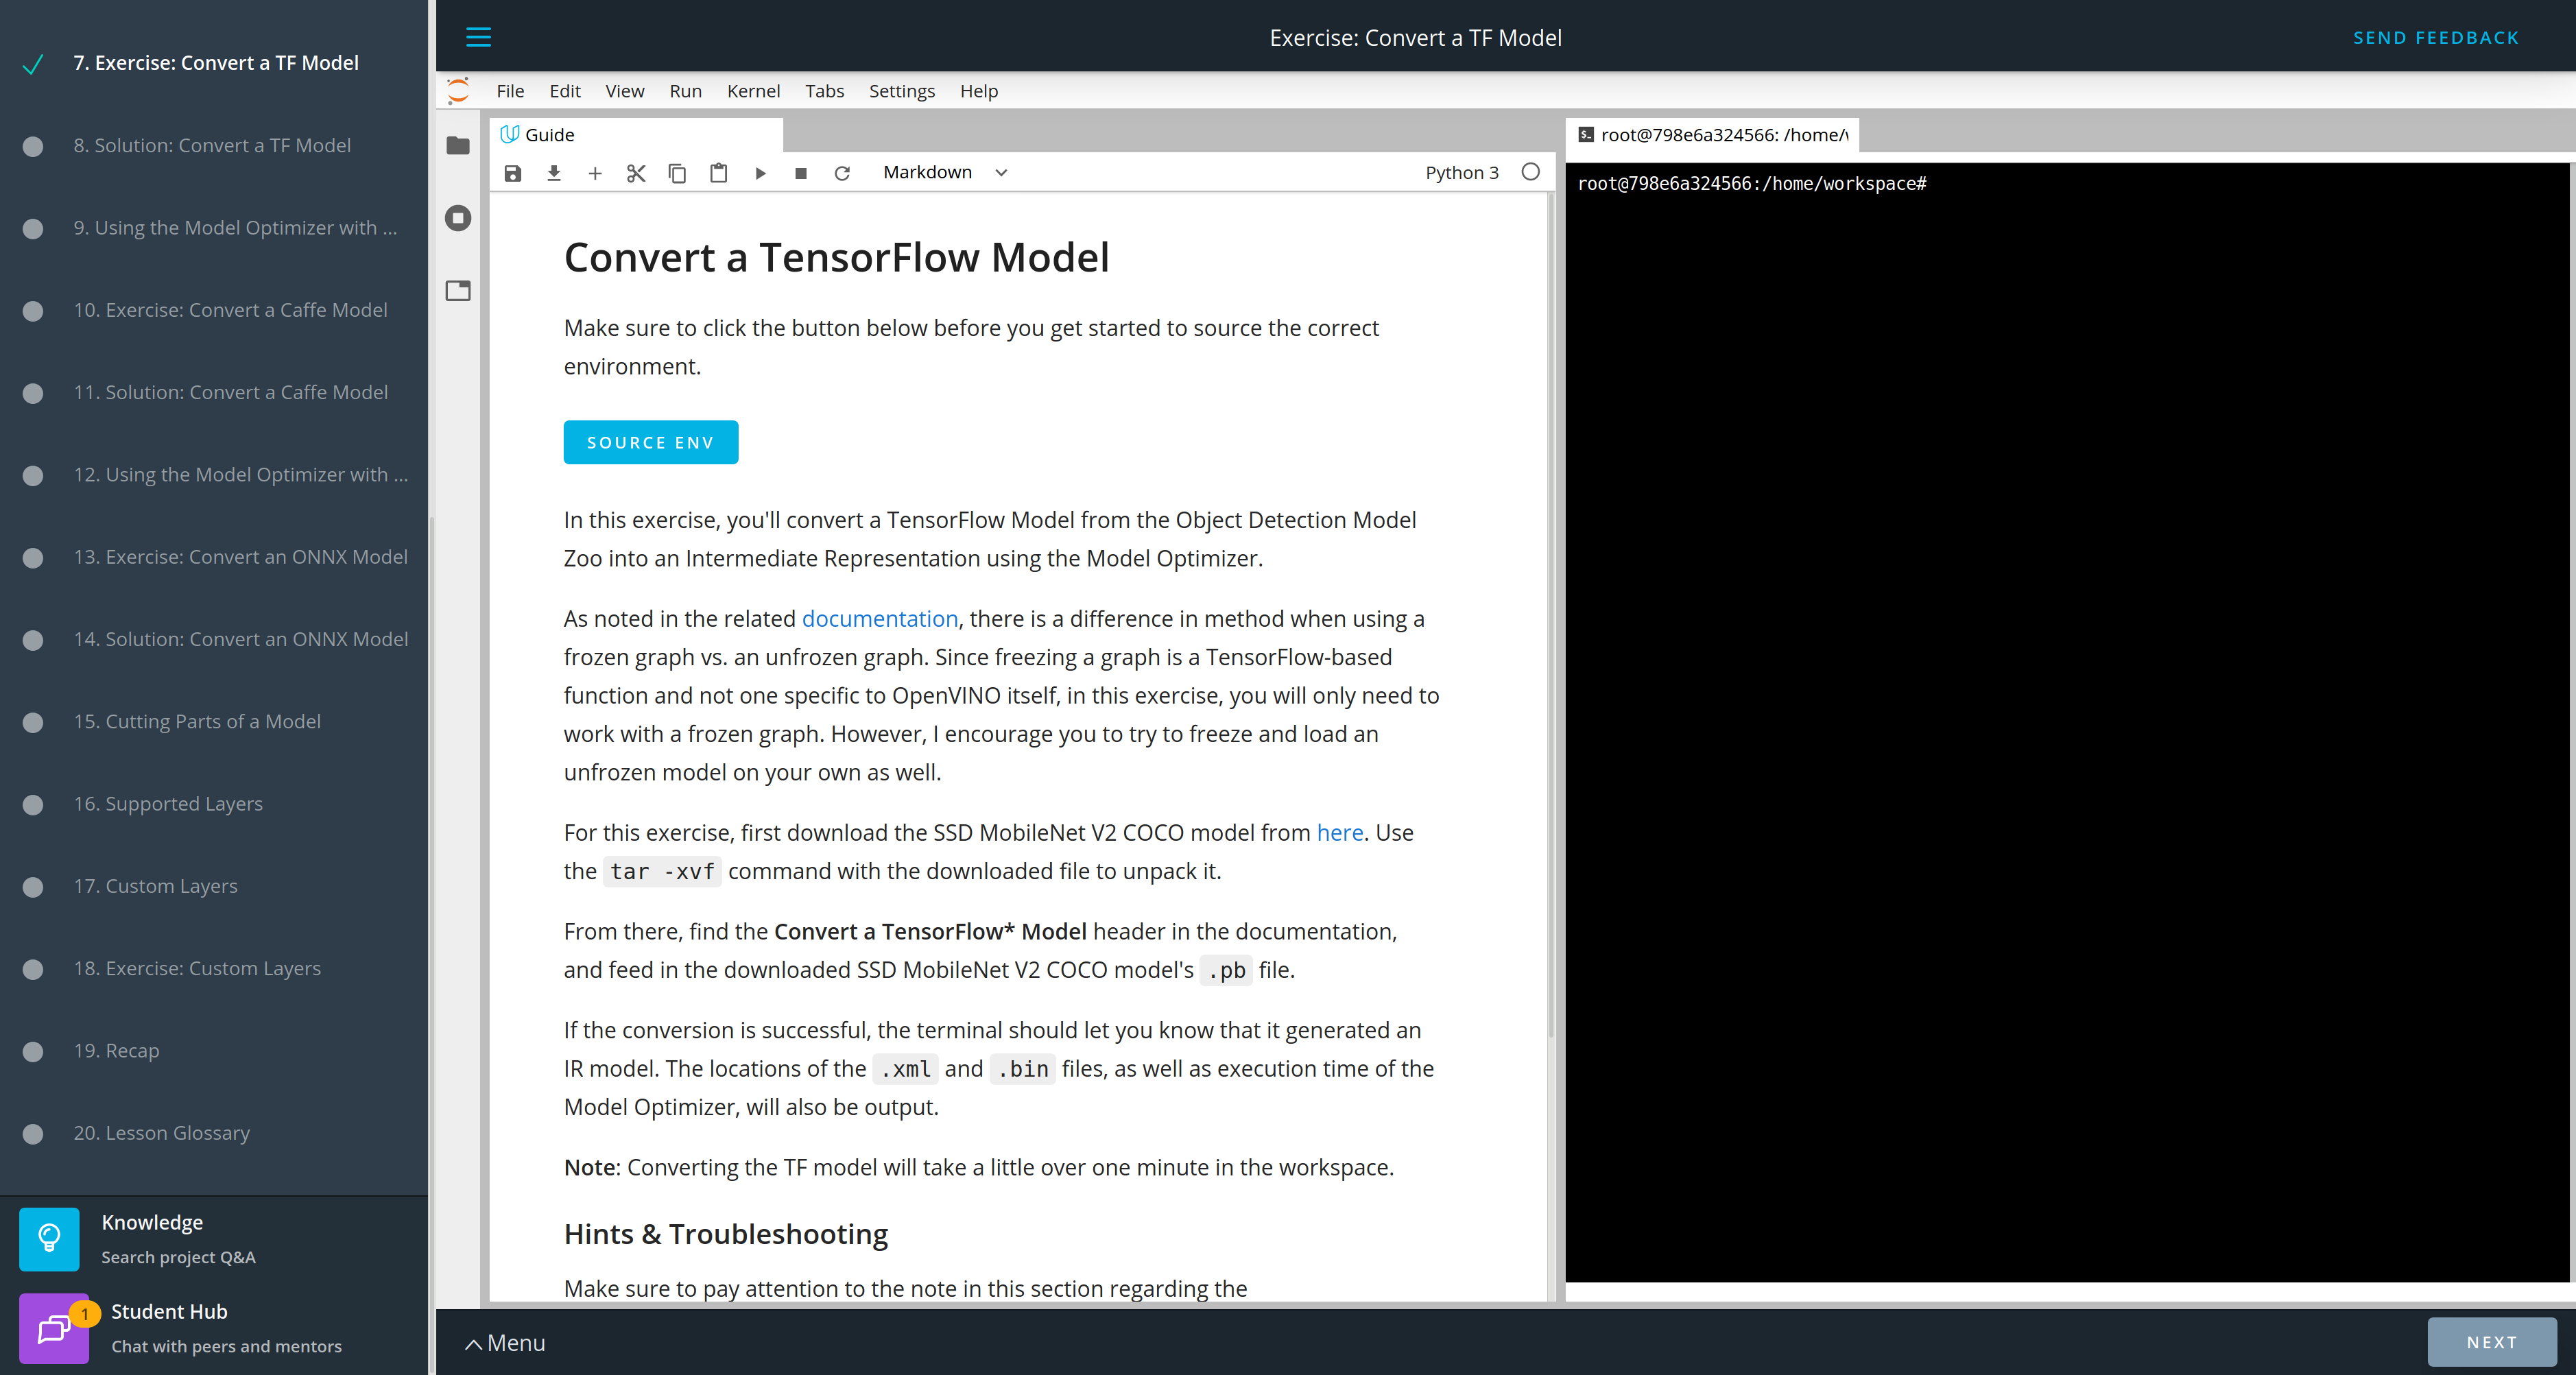 7. Exercise: Convert a TF Model
8. Solution: Convert a TF Model
9. Using the Model Optimizer with ...
10. Exercise: Convert a Caffe Model
11. Solution: Convert a Caffe Model
12. Using the Model Optimizer with ...
13. Exercise: Convert an ONNX Model
14. Solution: Convert an ONNX Model
15. Cutting Parts of a Model
16. Supported Layers
17. Custom Layers
18. Exercise: Custom Layers
19. Recap
20. Lesson Glossary
Knowledge
Search project Q&A
1
Student Hub
Chat with peers and mentors
Exercise: Convert a TF Model
SEND FEEDBACK
File Edit View Run Kernel Tabs Settings Help
Guide
Markdown
Python 3
Convert a TensorFlow Model
Make sure to click the button below before you get started to source the correct
environment.
SOURCE ENV
In this exercise, you'll convert a TensorFlow Model from the Object Detection Model
Zoo into an Intermediate Representation using the Model Optimizer.
As noted in the related documentation, there is a difference in method when using a
frozen graph vs. an unfrozen graph. Since freezing a graph is a TensorFlow-based
function and not one specific to OpenVINO itself, in this exercise, you will only need to
work with a frozen graph. However, I encourage you to try to freeze and load an
unfrozen model on your own as well.
For this exercise, first download the SSD MobileNet V2 COCO model from here. Use
the tar -xvf command with the downloaded file to unpack it.
From there, find the Convert a TensorFlow* Model header in the documentation,
and feed in the downloaded SSD MobileNet V2 COCO model's .pb file.
If the conversion is successful, the terminal should let you know that it generated an
IR model. The locations of the .xml and .bin files, as well as execution time of the
Model Optimizer, will also be output.
Note: Converting the TF model will take a little over one minute in the workspace.
Hints & Troubleshooting
Make sure to pay attention to the note in this section regarding the
$_ root@798e6a324566: /home/
root@798e6a324566:/home/workspace#
Menu
NEXT